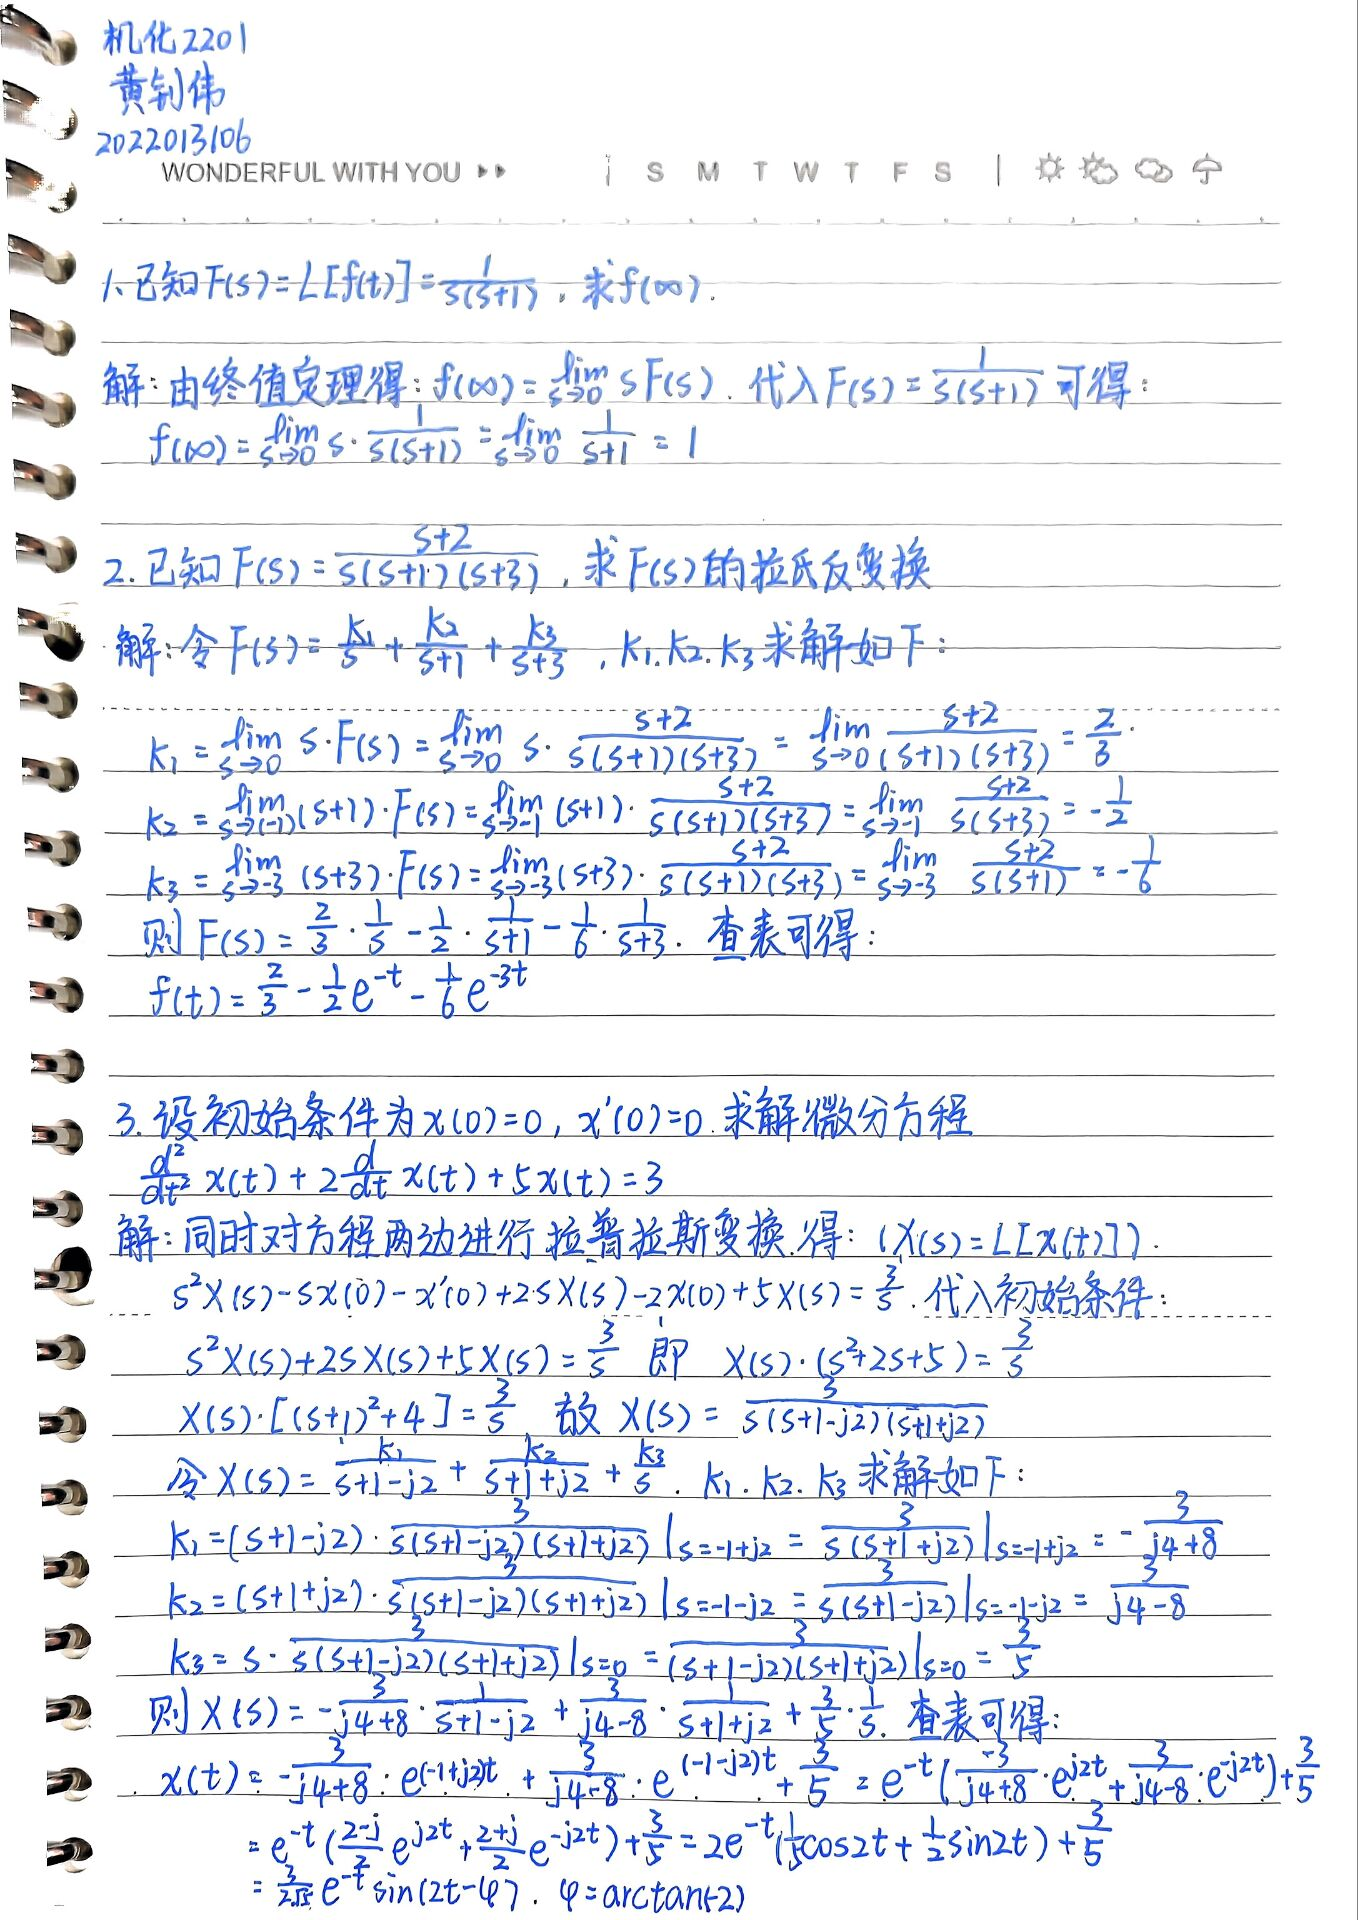 机化2201
黄钊伟
2022013106
WONDERFUL WITH YOU
S M T W T F S
1、已知F(s)=L[f(t)]=1/(s(s+1)), 求f(∞).
解:由终值定理得: f(∞)=lim_{s→0} sF(s). 代入F(s)=1/(s(s+1))可得:
f(∞)=lim_{s→0} s·1/(s(s+1))=lim_{s→0} 1/(s+1)=1
2.已知F(s)=(s+2)/(s(s+1)(s+3)), 求F(s)的拉氏反变换
解:令F(s)=k₁/s+k₂/(s+1)+k₃/(s+3), k₁.k₂.k₃求解如下:
k₁=lim_{s→0} s·F(s)=lim_{s→0} s·(s+2)/(s(s+1)(s+3))=lim_{s→0} (s+2)/((s+1)(s+3))=2/3.
k₂=lim_{s→(-1)}(s+1)·F(s)=lim_{s→-1}(s+1)·(s+2)/(s(s+1)(s+3))=lim_{s→-1} (s+2)/(s(s+3))=-1/2
k₃=lim_{s→-3}(s+3)·F(s)=lim_{s→-3}(s+3)·(s+2)/(s(s+1)(s+3))=lim_{s→-3} (s+2)/(s(s+1))=-1/6
则F(s)=2/3·1/s-1/2·1/(s+1)-1/6·1/(s+3). 查表可得:
f(t)=2/3-1/2e^{-t}-1/6e^{-3t}
3.设初始条件为x(0)=0, x'(0)=0.求解微分方程
d²/dt² x(t)+2 d/dt x(t)+5x(t)=3
解:同时对方程两边进行拉普拉斯变换.得: (X(s)=L[x(t)]).
s²X(s)-sx(0)-x'(0)+2·sX(s)-2x(0)+5X(s)=3/s. 代入初始条件:
s²X(s)+2sX(s)+5X(s)=3/s 即 X(s)·(s²+2s+5)=3/s
X(s)·[(s+1)²+4]=3/s 故 X(s)=3/(s(s+1-j2)(s+1+j2))
令X(s)=k₁/(s+1-j2)+k₂/(s+1+j2)+k₃/s. k₁.k₂.k₃求解如下:
k₁=(s+1-j2)·3/(s(s+1-j2)(s+1+j2))|s=-1+j2=3/(s(s+1+j2))|s=-1+j2=-3/(j4+8)
k₂=(s+1+j2)·3/(s(s+1-j2)(s+1+j2))|s=-1-j2=3/(s(s+1-j2))|s=-1-j2=3/(j4-8)
k₃=s·3/(s(s+1-j2)(s+1+j2))|s=0=3/((s+1-j2)(s+1+j2))|s=0=3/5
则X(s)=-3/(j4+8)·1/(s+1-j2)+3/(j4-8)·1/(s+1+j2)+3/5·1/s. 查表可得:
x(t)=-3/(j4+8)·e^{(-1+j2)t}+3/(j4-8)·e^{(-1-j2)t}+3/5=e^{-t}(-3/(j4+8)·e^{j2t}+3/(j4-8)·e^{-j2t})+3/5
=e^{-t}((2-j)/2 e^{j2t}+(2+j)/2 e^{-j2t})+3/5=2e^{-t}(1/5cos2t+1/2sin2t)+3/5
=3/(2√5)e^{-t}sin(2t-φ). φ=arctan(-2)